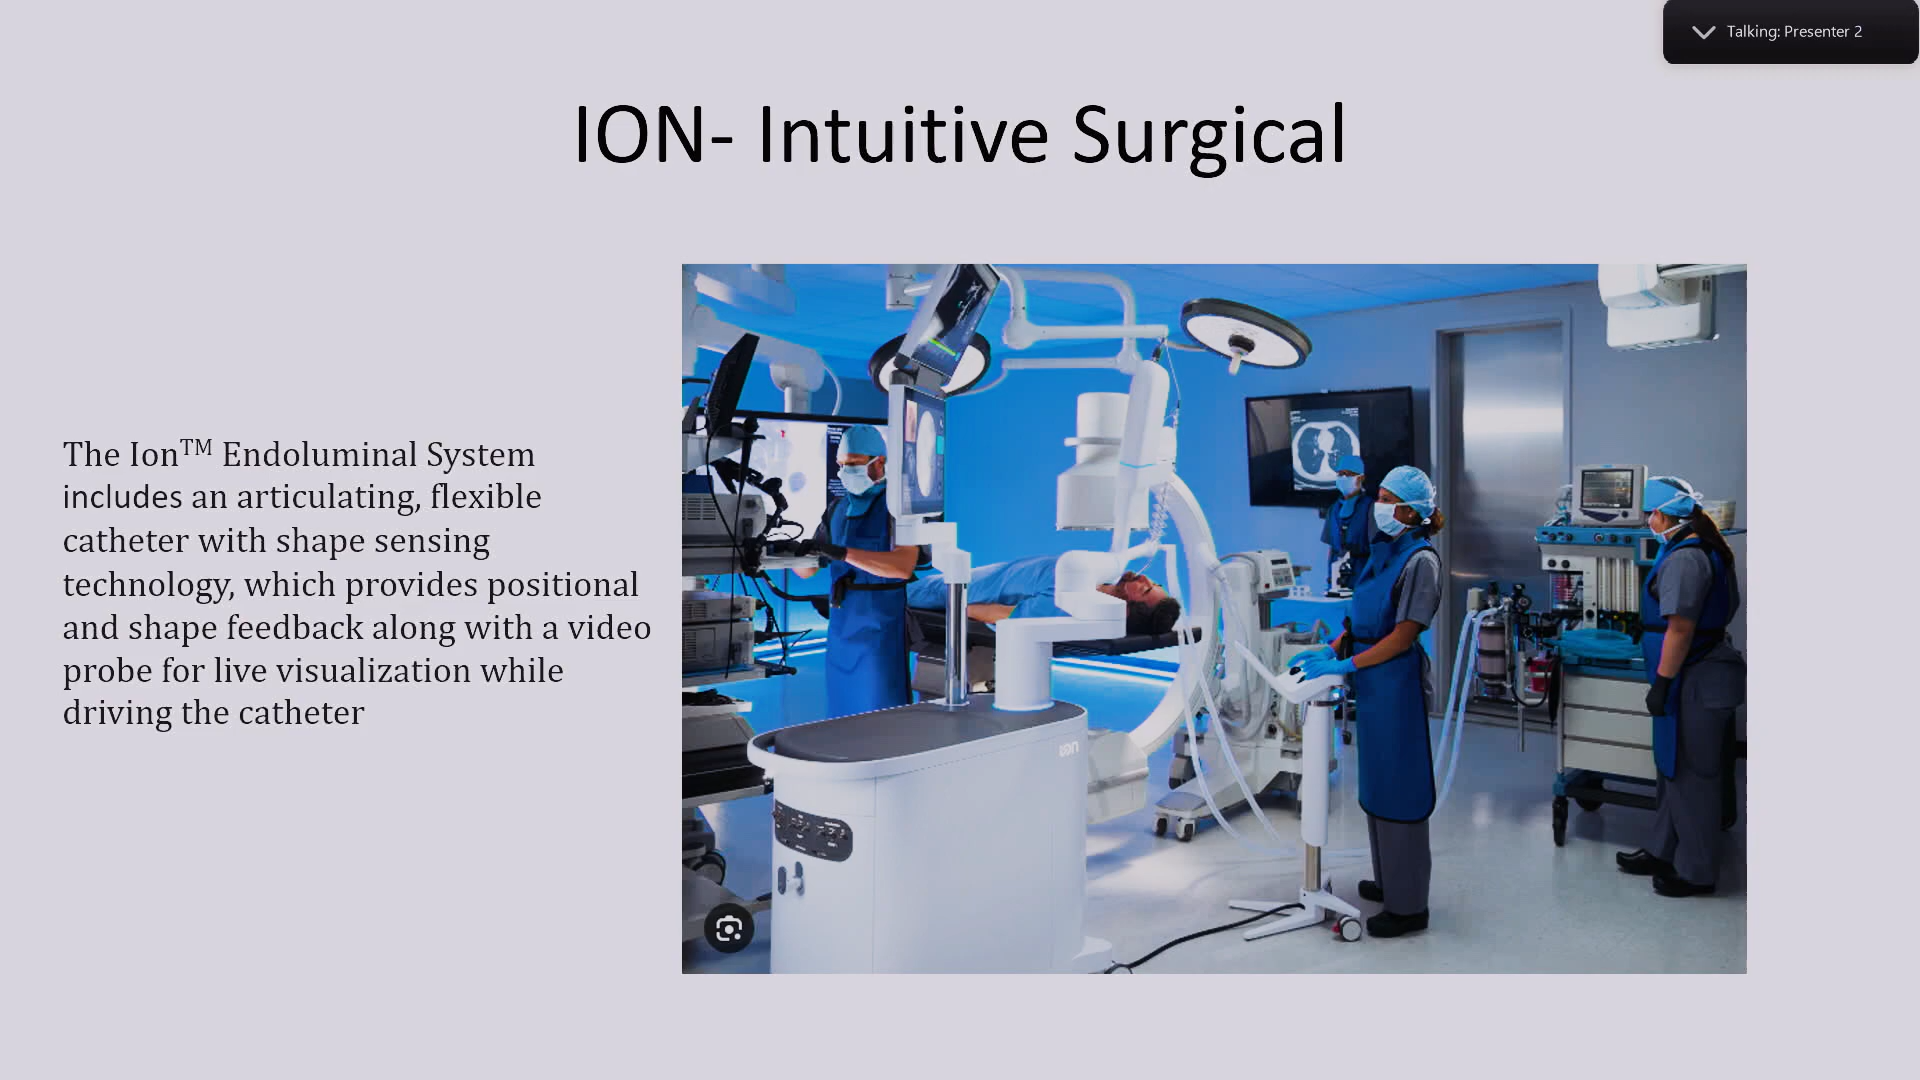 Talking: Presenter 2
ION- Intuitive Surgical
The Ion™ Endoluminal System
includes an articulating, flexible
catheter with shape sensing
technology, which provides positional
and shape feedback along with a video
probe for live visualization while
driving the catheter
ion